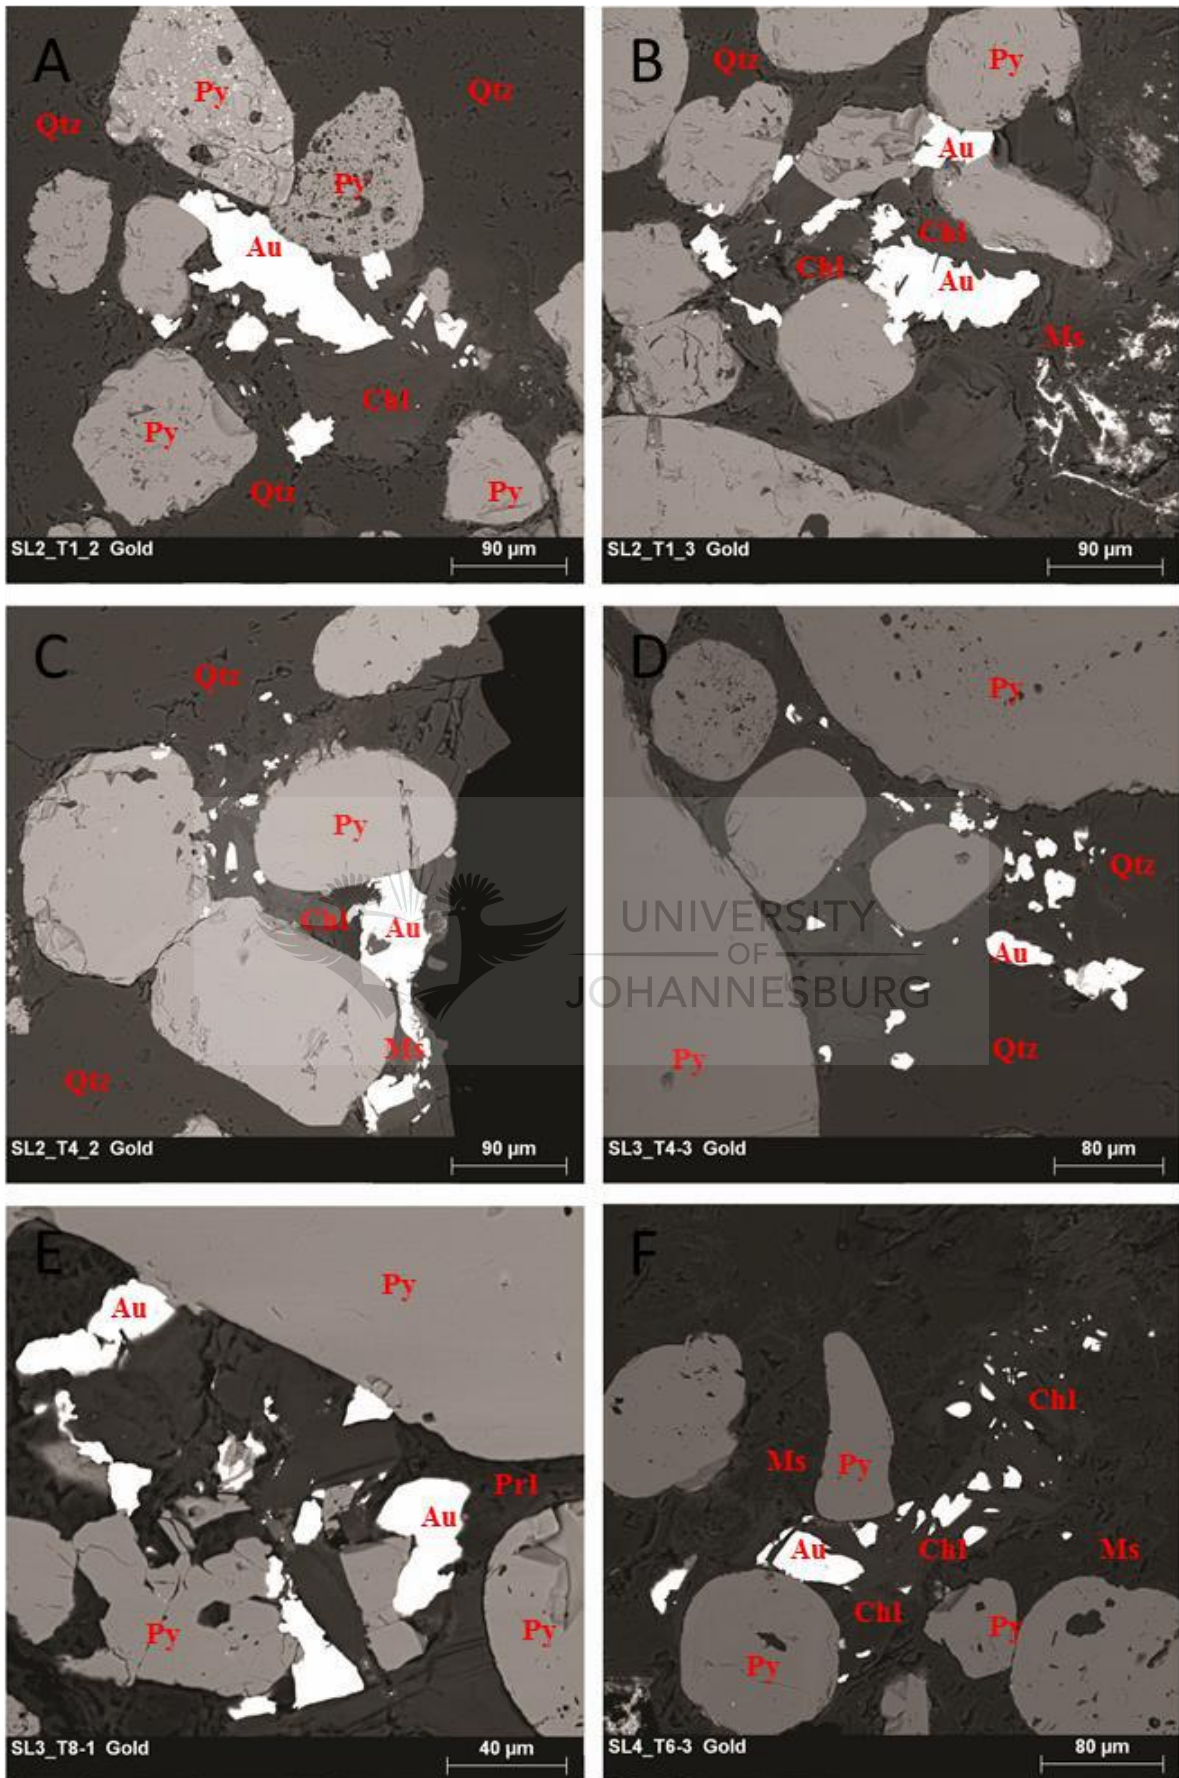 A
Py
Qtz
Qtz
Py
Au
Chl
Py
Qtz
Py
SL2_T1_2 Gold
90 µm
B
Qtz
Py
Au
Chl
Chl
Au
Ms
SL2_T1_3 Gold
90 µm
C
Qtz
Py
Chl
Au
Ms
Qtz
SL2_T4_2 Gold
90 µm
D
Py
Qtz
Au
Qtz
Py
SL3_T4-3 Gold
80 µm
UNIVERSITY
OF
JOHANNESBURG
E
Py
Au
Prl
Au
Py
Py
SL3_T8-1 Gold
40 µm
F
Chl
Ms
Py
Au
Chl
Ms
Chl
Py
Py
SL4_T6-3 Gold
80 µm